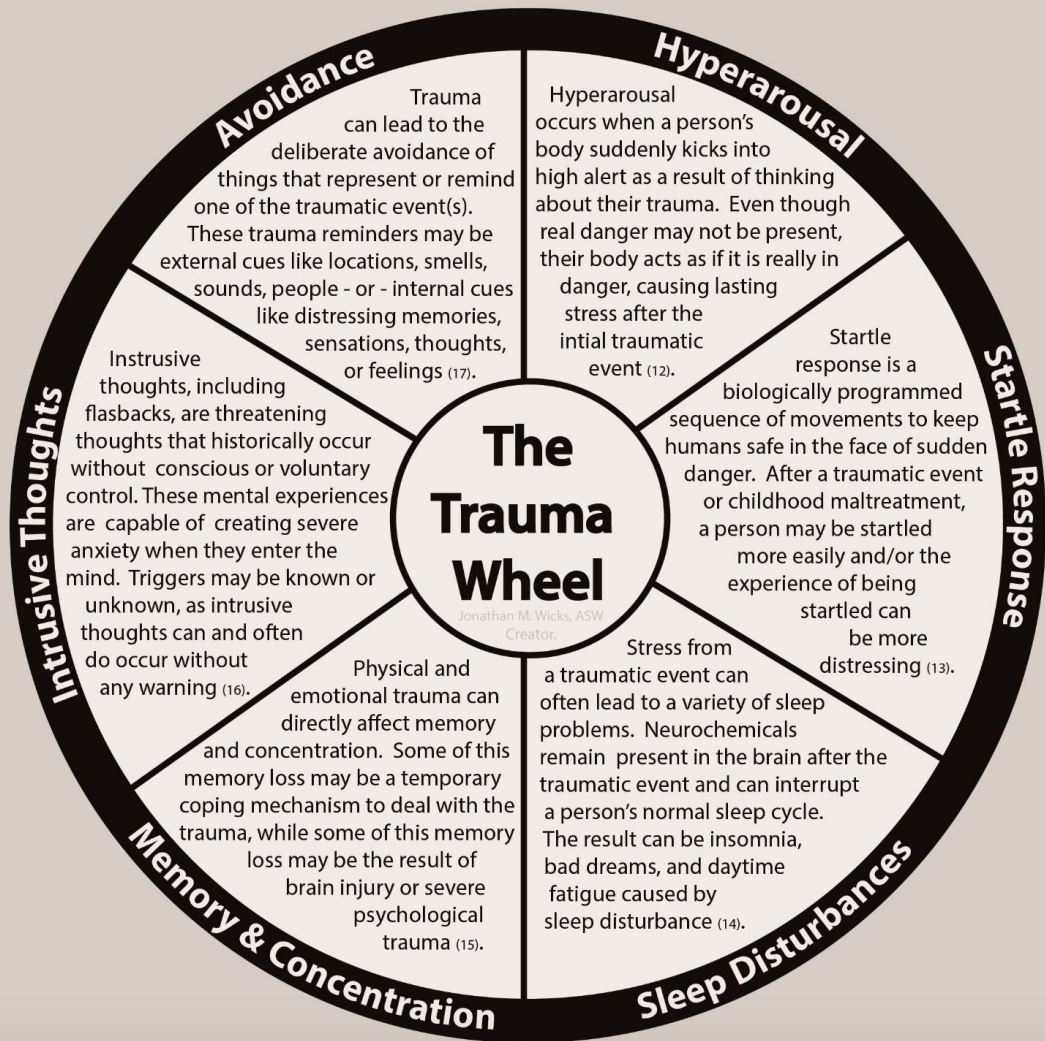 The
Trauma
Wheel
Jonathan M. Wicks, ASW
Creator.
Hyperarousal
Hyperarousal
occurs when a person's
body suddenly kicks into
high alert as a result of thinking
about their trauma. Even though
real danger may not be present,
their body acts as if it is really in
danger, causing lasting
stress after the
intial traumatic
event (12).
Startle Response
Startle
response is a
biologically programmed
sequence of movements to keep
humans safe in the face of sudden
danger. After a traumatic event
or childhood maltreatment,
a person may be startled
more easily and/or the
experience of being
startled can
be more
distressing (13).
Sleep Disturbances
Stress from
a traumatic event can
often lead to a variety of sleep
problems. Neurochemicals
remain present in the brain after the
traumatic event and can interrupt
a person's normal sleep cycle.
The result can be insomnia,
bad dreams, and daytime
fatigue caused by
sleep disturbance (14).
Memory & Concentration
Physical and
emotional trauma can
directly affect memory
and concentration. Some of this
memory loss may be a temporary
coping mechanism to deal with the
trauma, while some of this memory
loss may be the result of
brain injury or severe
psychological
trauma (15).
Intrusive Thoughts
Instrusive
thoughts, including
flasbacks, are threatening
thoughts that historically occur
without conscious or voluntary
control. These mental experiences
are capable of creating severe
anxiety when they enter the
mind. Triggers may be known or
unknown, as intrusive
thoughts can and often
do occur without
any warning (16).
Avoidance
Trauma
can lead to the
deliberate avoidance of
things that represent or remind
one of the traumatic event(s).
These trauma reminders may be
external cues like locations, smells,
sounds, people - or - internal cues
like distressing memories,
sensations, thoughts,
or feelings (17).